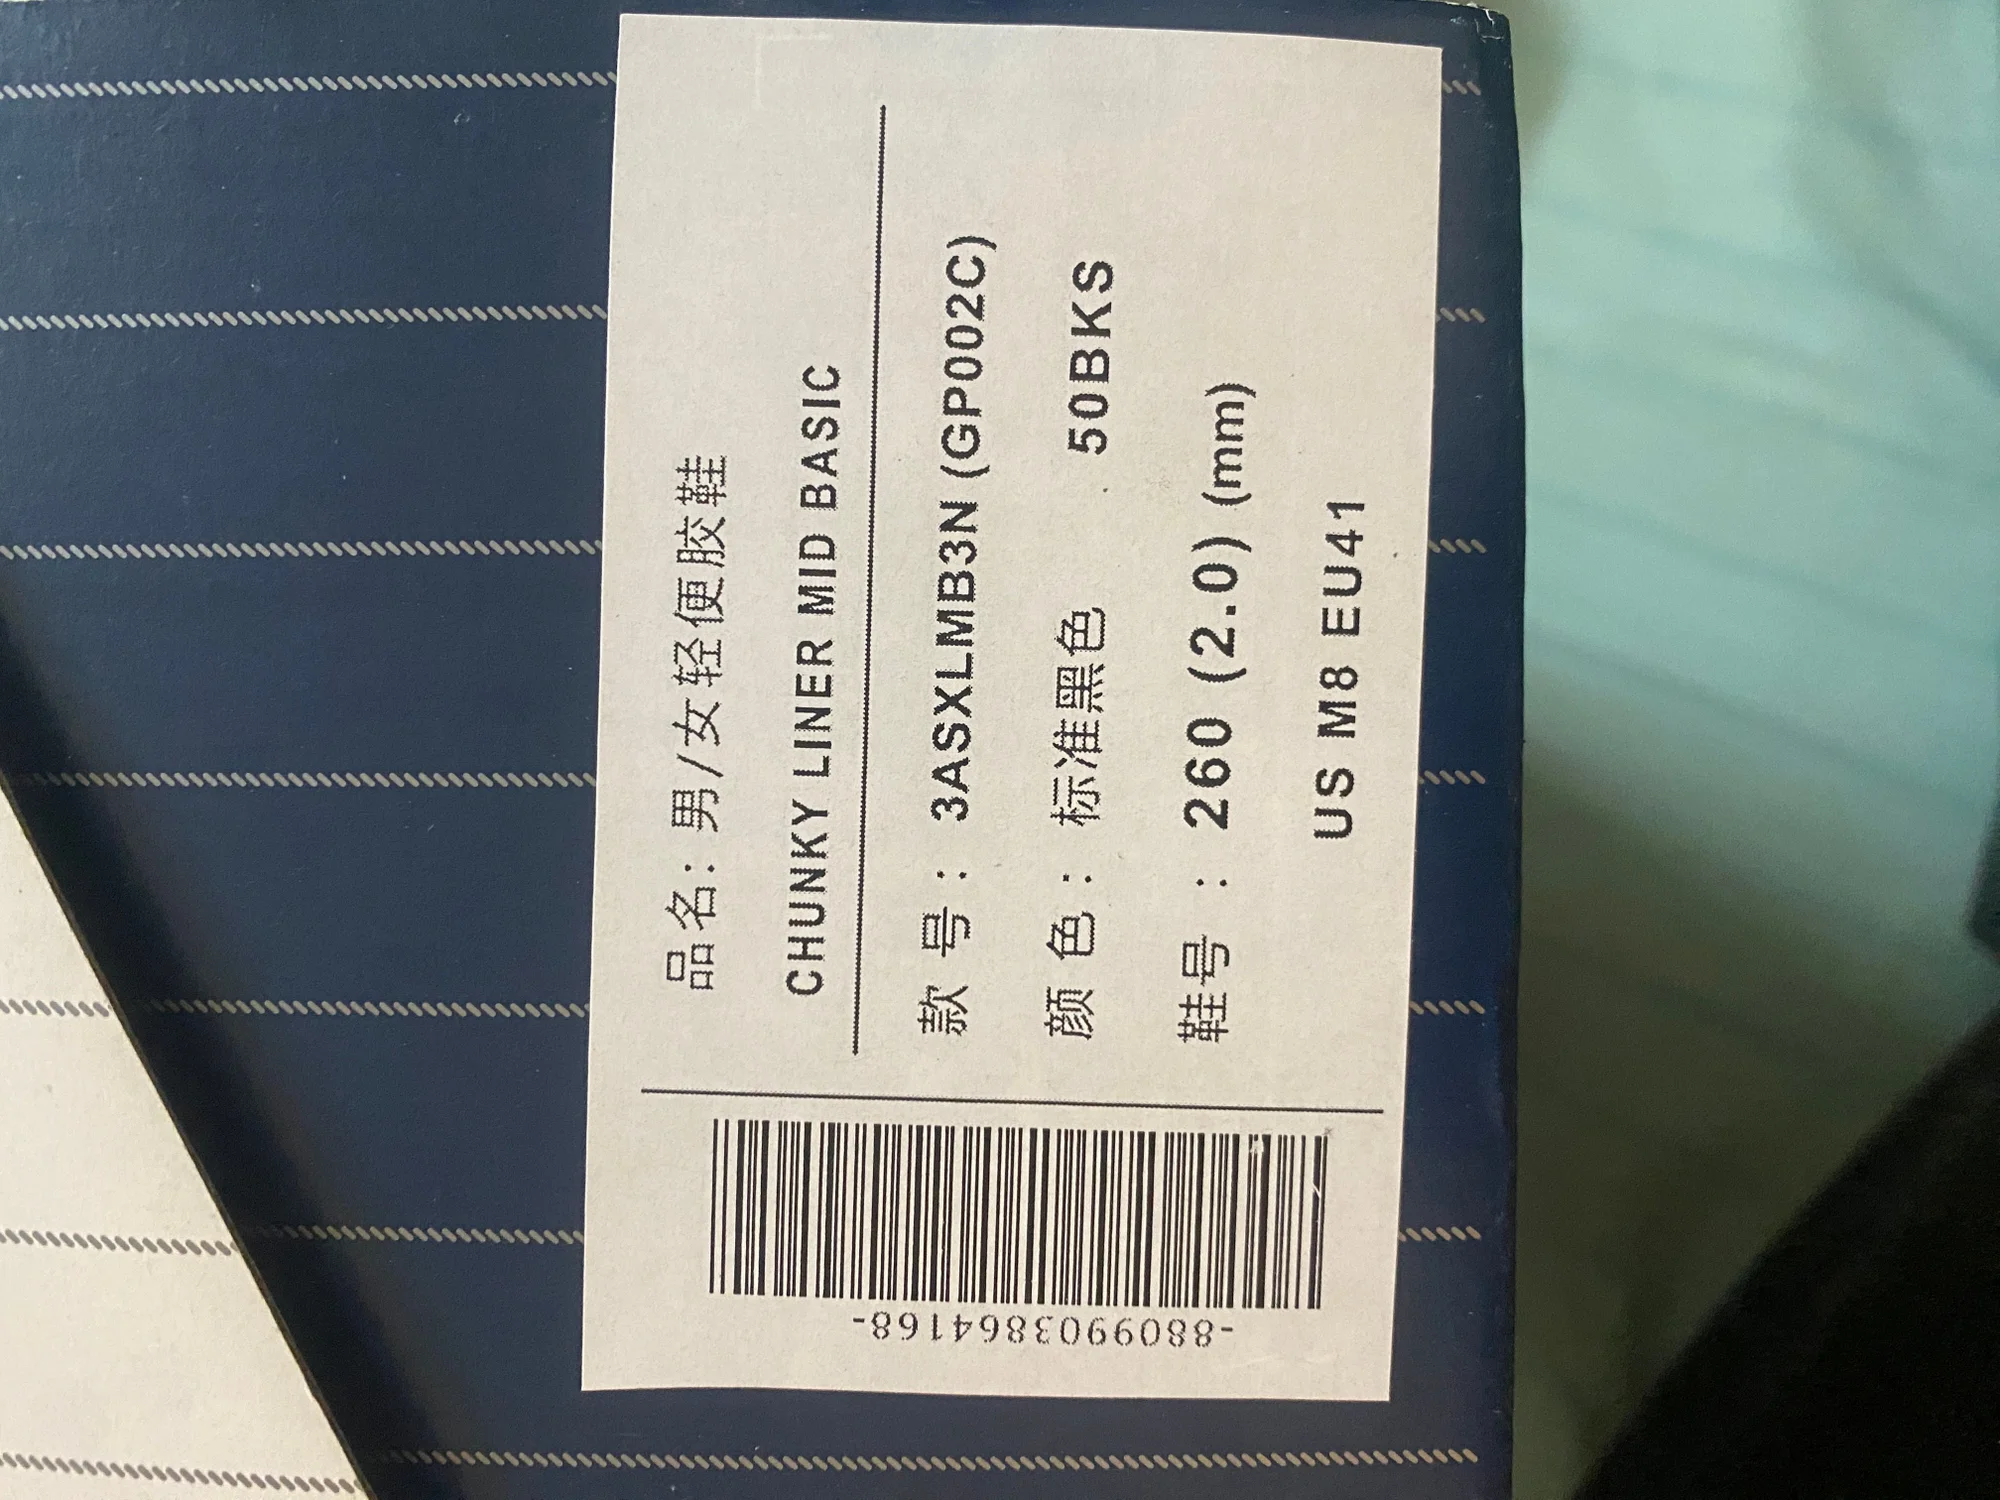 品名：男/女轻便胶鞋
CHUNKY LINER MID BASIC
款 号 : 3ASXLMB3N (GP002C)
颜 色 : 标准黑色 50BKS
鞋号 : 260 (2.0) (mm)
US M8 EU41
-8809903864168-